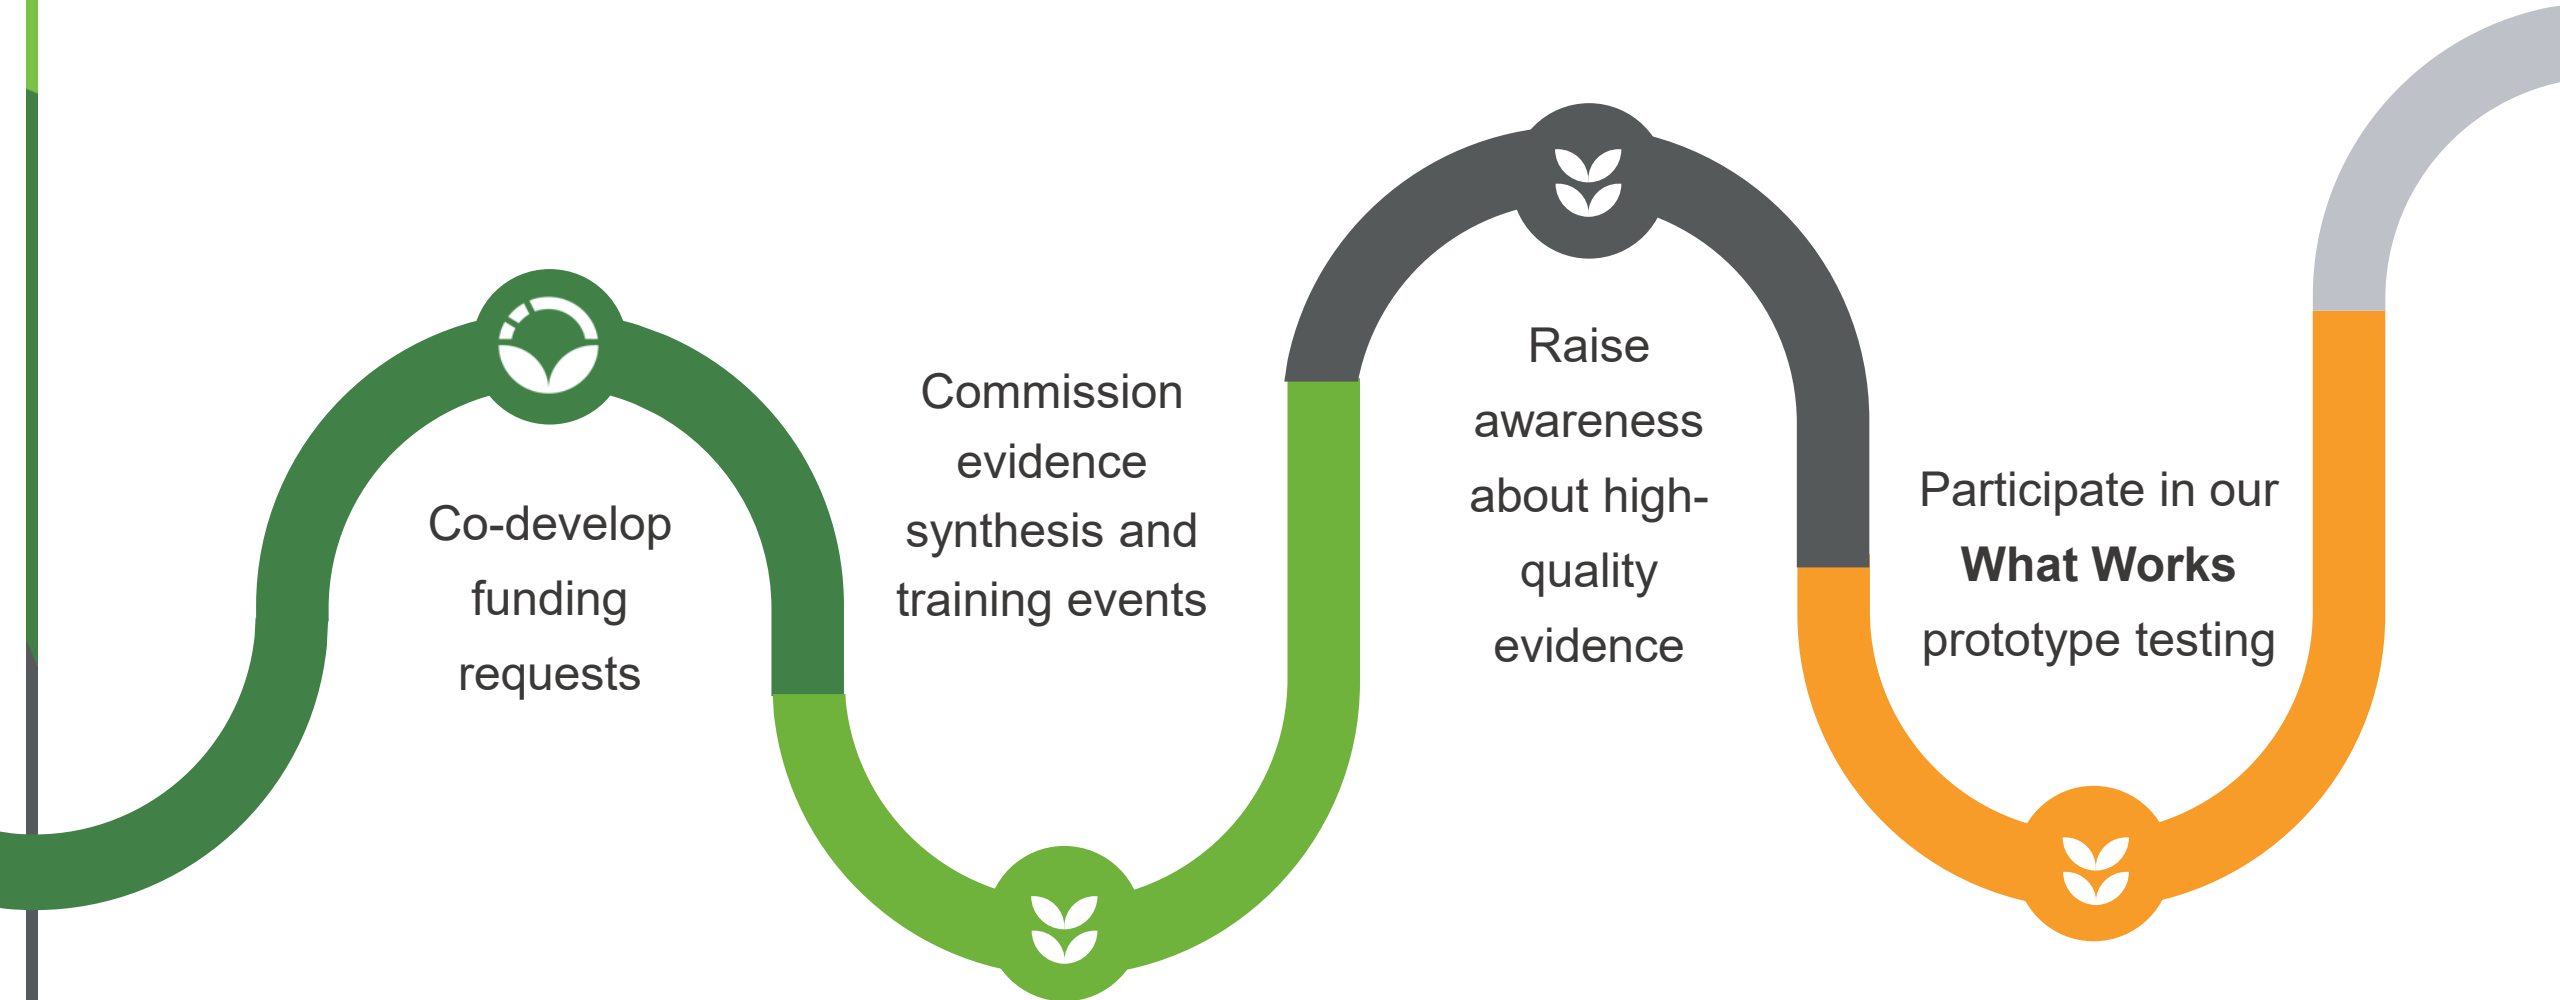 Co-develop
funding
requests
Commission
evidence
synthesis and
training events
Raise
awareness
about high-
quality
evidence
Participate in our
What Works
prototype testing